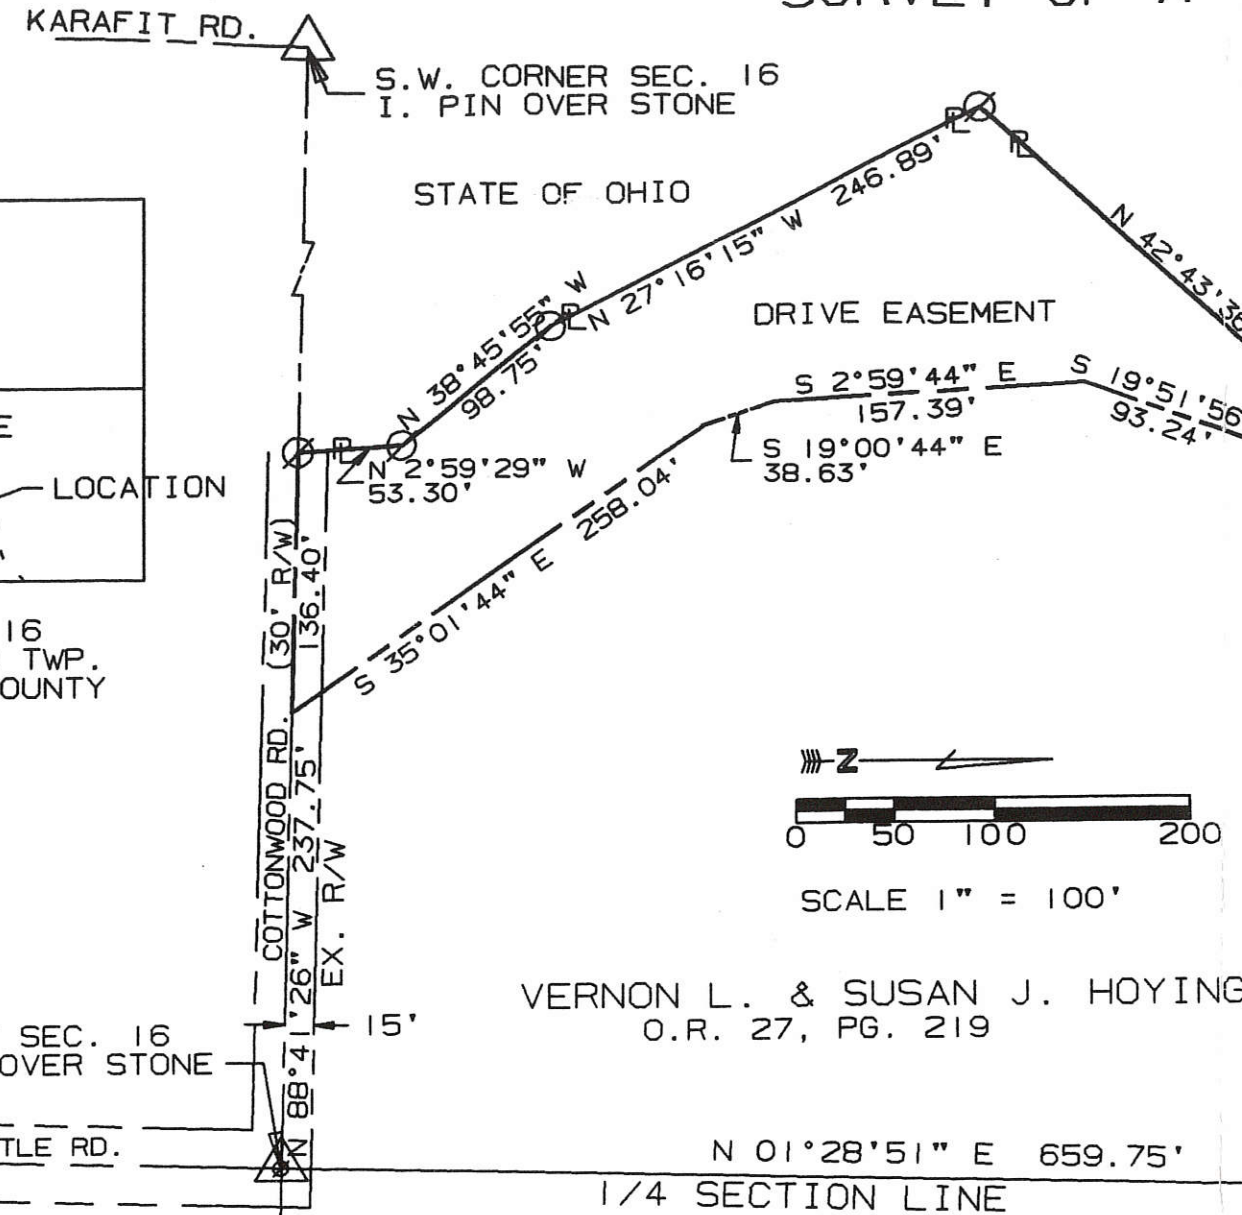 KARAFIT RD.
S.W. CORNER SEC. 16
I. PIN OVER STONE
STATE OF OHIO
N 38°45'55" W
98.75'
N 27°16'15" W 246.89'
N 42°43'36
DRIVE EASEMENT
S 2°59'44" E
157.39'
S 19°51'56
93.24'
S 19°00'44" E
38.63'
N 2°59'29" W
53.30'
LOCATION
258.04'
S 35°01'44" E
(30' R/W)
136.40'
16
TWP.
OUNTY
COTTONWOOD RD.
N 88°41'26" W 237.75'
EX. R/W
N
0 50 100 200
SCALE 1" = 100'
VERNON L. & SUSAN J. HOYING
O.R. 27, PG. 219
15'
SEC. 16
OVER STONE
TLE RD.
N 01°28'51" E 659.75'
1/4 SECTION LINE